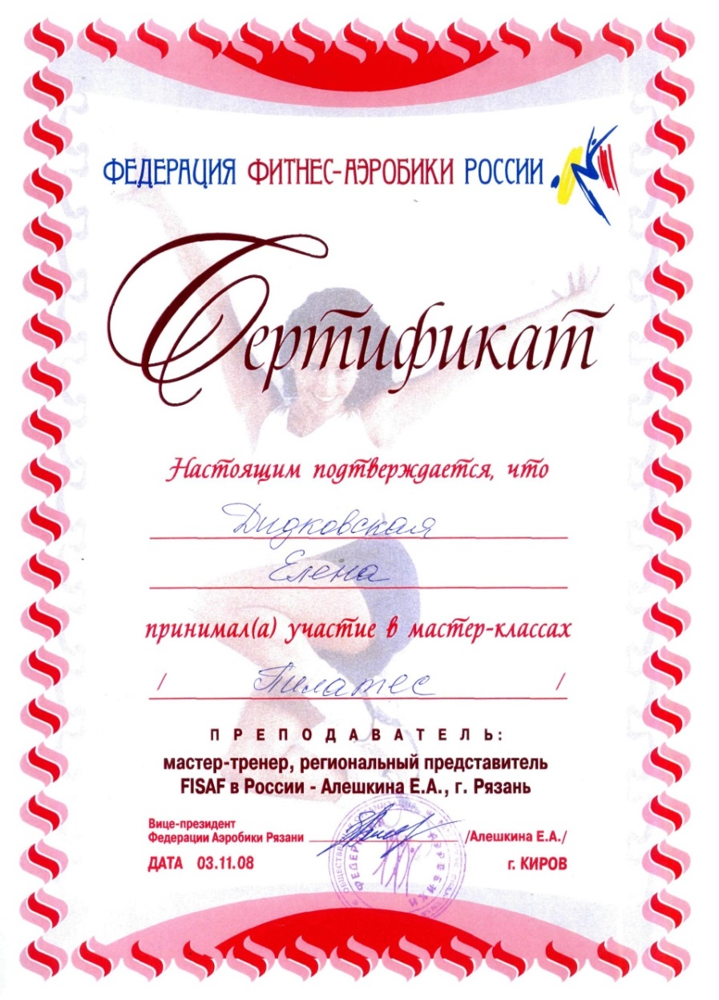 ФЕДЕРАЦИЯ ФИТНЕС-АЭРОБИКИ РОССИИ
Сертификат
Настоящим подтверждается, что
Дидковская
Елена
принимал(а) участие в мастер-классах
/ Пилатес /
ПРЕПОДАВАТЕЛЬ:
мастер-тренер, региональный представитель
FISAF в России - Алешкина Е.А., г. Рязань
Вице-президент
Федерации Аэробики Рязани /Алешкина Е.А./
ДАТА 03.11.08 г. КИРОВ